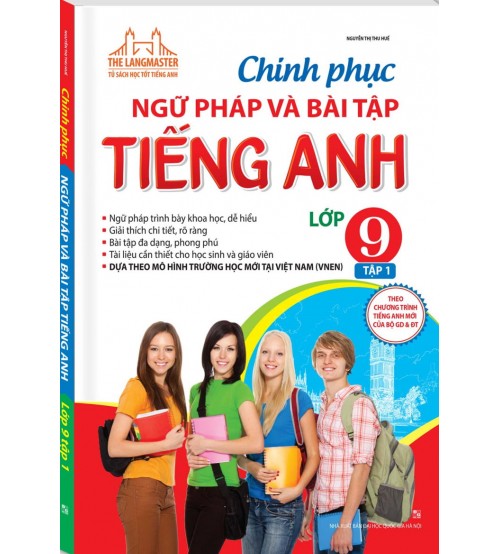 NGUYỄN THỊ THU HUẾ
THE LANGMASTER
TỦ SÁCH HỌC TỐT TIẾNG ANH
Chinh phục
NGỮ PHÁP VÀ BÀI TẬP
TIẾNG ANH
LỚP 9
TẬP 1
• Ngữ pháp trình bày khoa học, dễ hiểu
• Giải thích chi tiết, rõ ràng
• Bài tập đa dạng, phong phú
• Tài liệu cần thiết cho học sinh và giáo viên
• DỰA THEO MÔ HÌNH TRƯỜNG HỌC MỚI TẠI VIỆT NAM (VNEN)
THEO
CHƯƠNG TRÌNH
TIẾNG ANH MỚI
CỦA BỘ GD & ĐT
NHÀ XUẤT BẢN ĐẠI HỌC QUỐC GIA HÀ NỘI
NGUYỄN THỊ THU HUẾ
Chinh phục
NGỮ PHÁP VÀ BÀI TẬP TIẾNG ANH
Lớp 9 tập 1